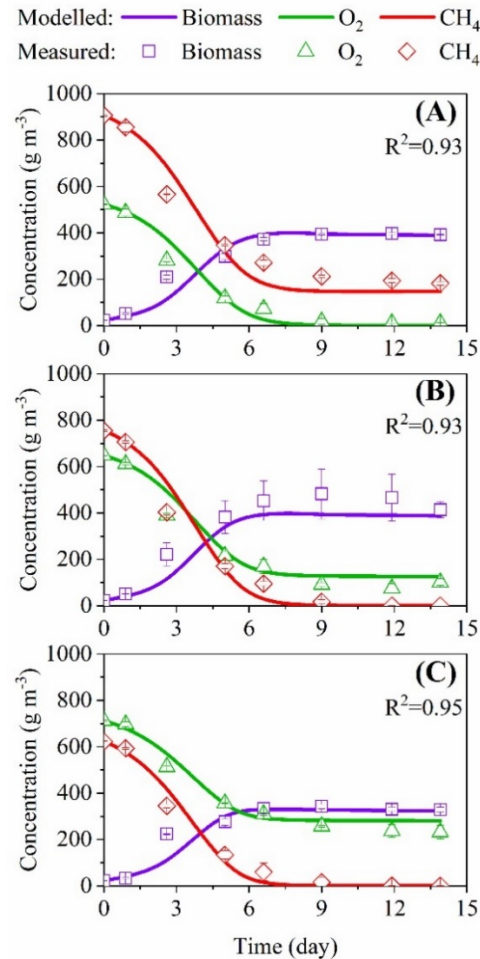 Modelled: Biomass O₂ CH₄
Measured: Biomass O₂ CH₄
(A)
R²=0.93
1000
800
600
400
200
0
Concentration (g m⁻³)
0 3 6 9 12 15
(B)
R²=0.93
1000
800
600
400
200
0
Concentration (g m⁻³)
0 3 6 9 12 15
(C)
R²=0.95
1000
800
600
400
200
0
Concentration (g m⁻³)
0 3 6 9 12 15
Time (day)